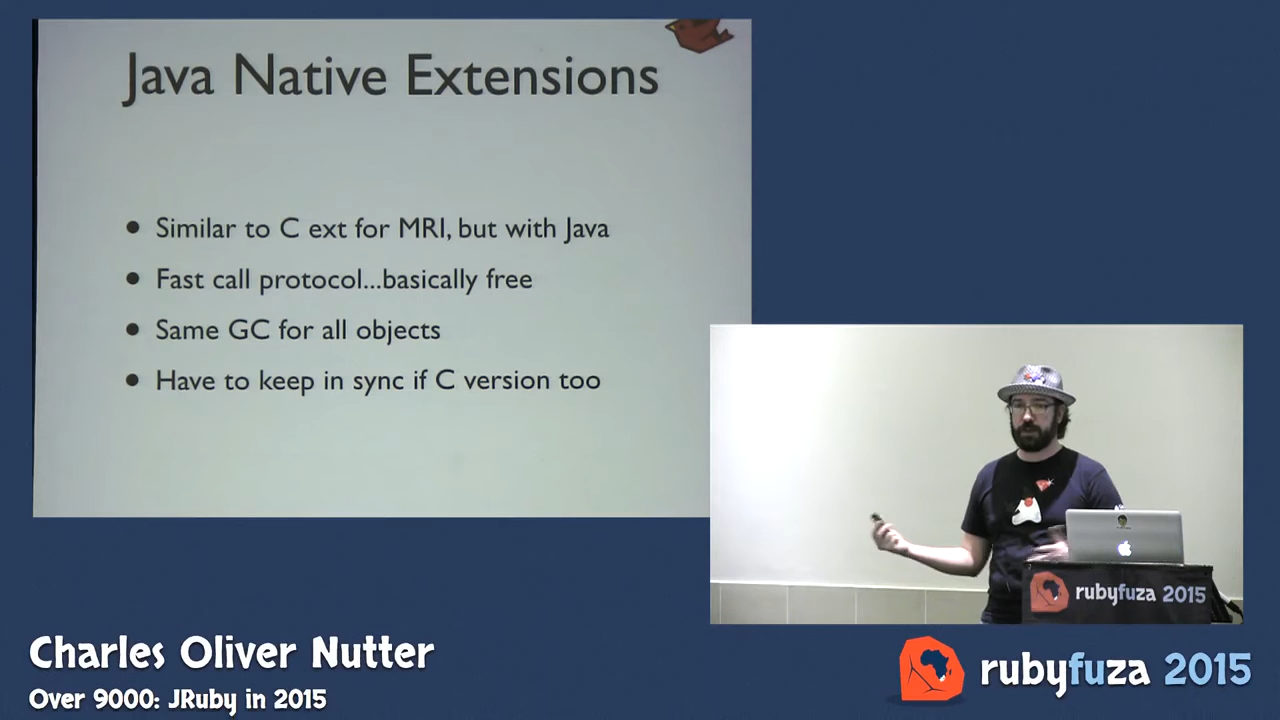 Java Native Extensions
• Similar to C ext for MRI, but with Java
• Fast call protocol...basically free
• Same GC for all objects
• Have to keep in sync if C version too
rubyfuza 2015
Charles Oliver Nutter
Over 9000: JRuby in 2015
rubyfuza 2015